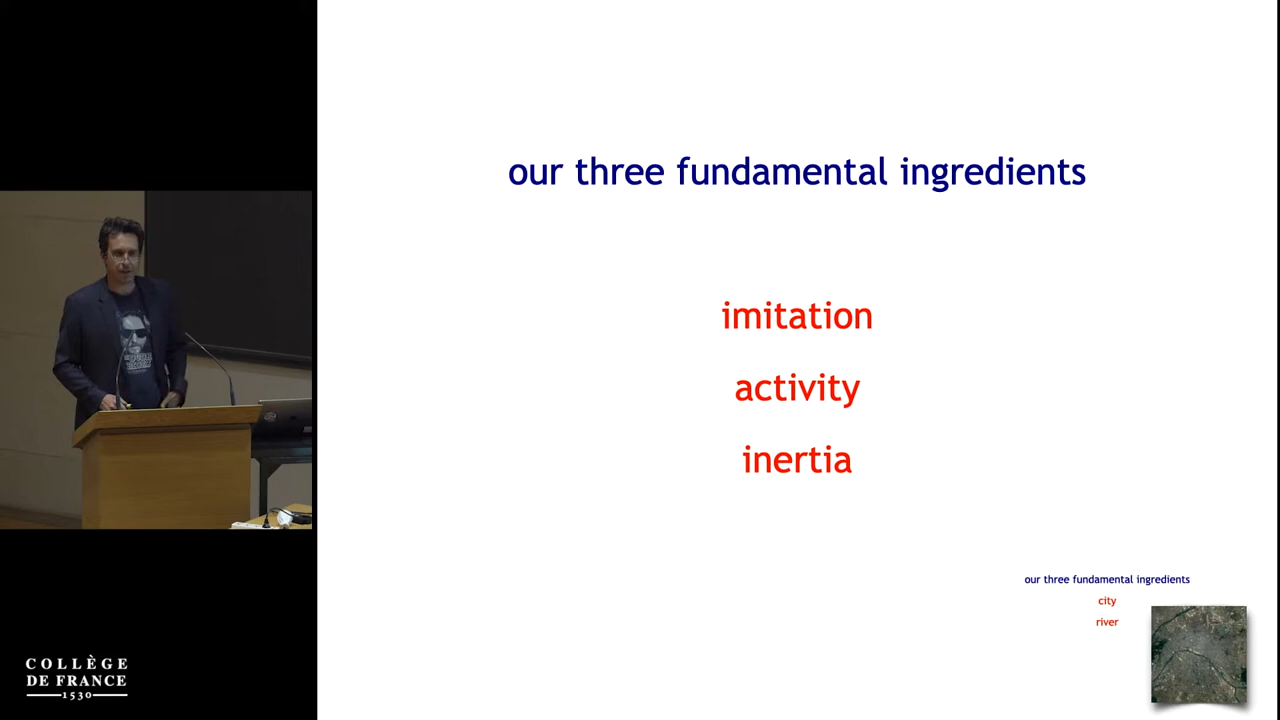 our three fundamental ingredients
imitation
activity
inertia
our three fundamental ingredients
city
river
COLLÈGE
DE FRANCE
1530